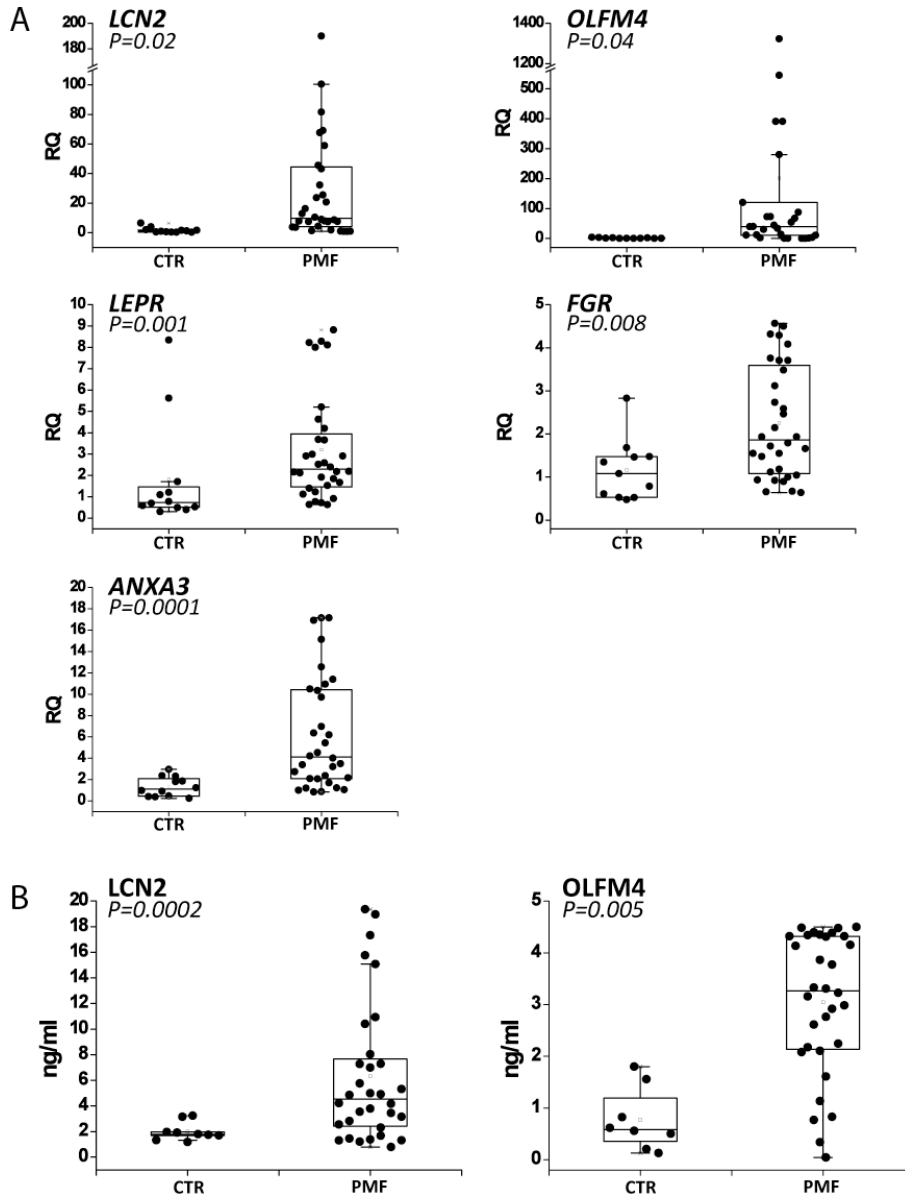 A
LCN2
P=0.02
200
150
100
80
60
40
20
0
RQ
CTR
PMF
OLFM4
P=0.04
1400
1200
500
400
300
200
100
0
RQ
CTR
PMF
LEPR
P=0.001
10
9
8
7
6
5
4
3
2
1
0
RQ
CTR
PMF
FGR
P=0.008
5
4
3
2
1
0
RQ
CTR
PMF
ANXA3
P=0.0001
20
18
16
14
12
10
8
6
4
2
0
RQ
CTR
PMF
B
LCN2
P=0.0002
20
18
16
14
12
10
8
6
4
2
0
ng/ml
CTR
PMF
OLFM4
P=0.005
5
4
3
2
1
0
ng/ml
CTR
PMF